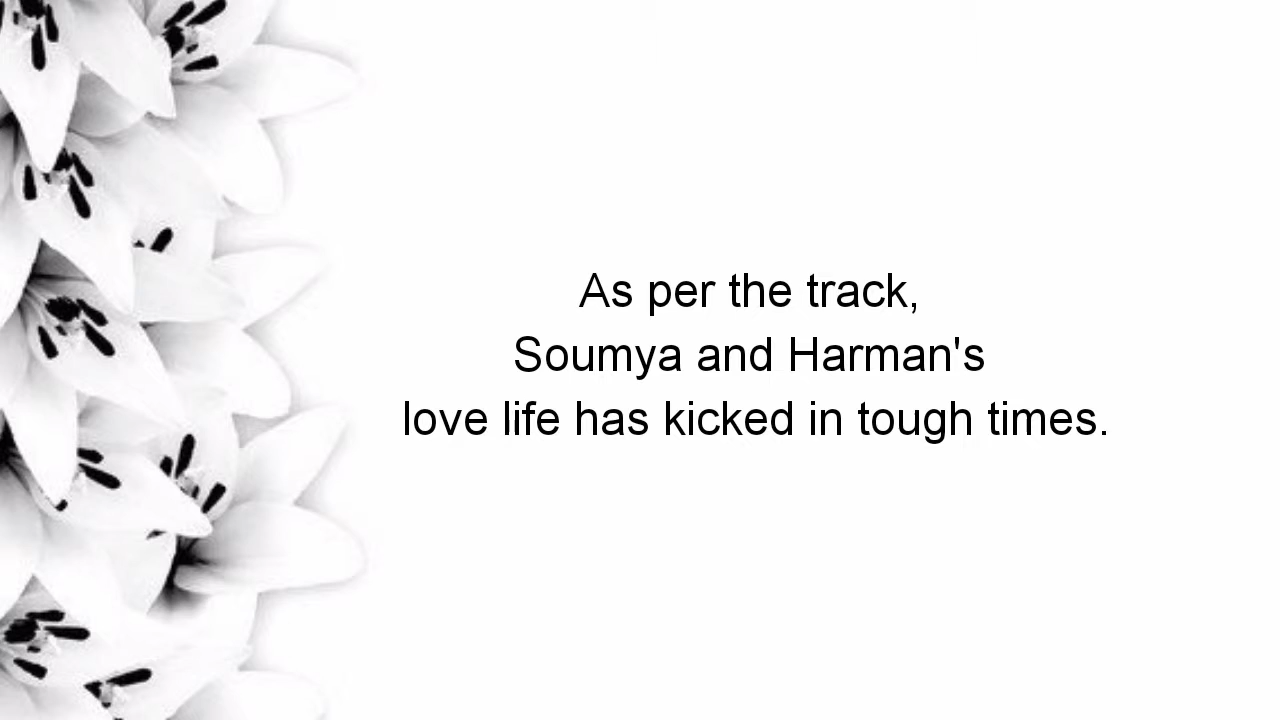 As per the track,
Soumya and Harman's
love life has kicked in tough times.